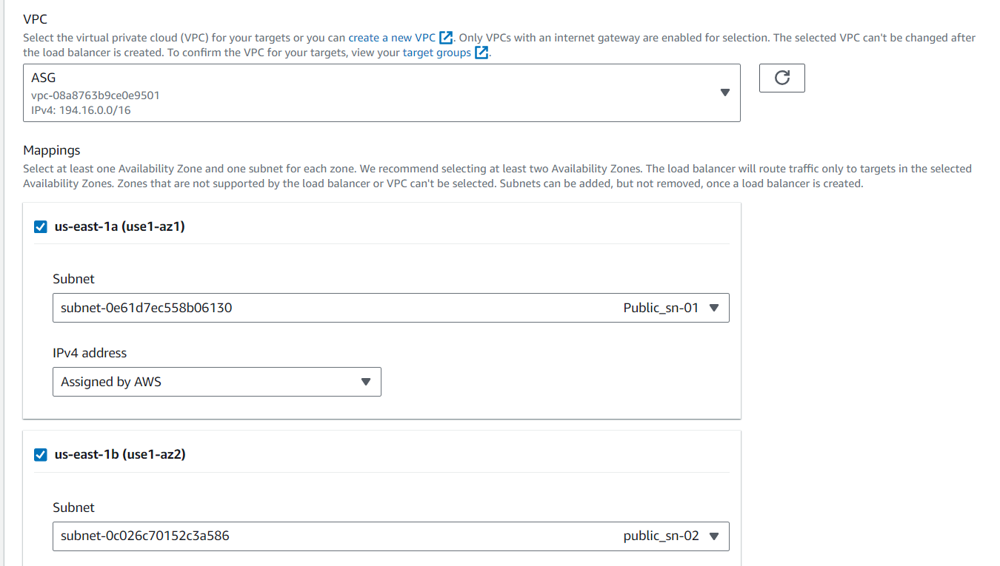 VPC
Select the virtual private cloud (VPC) for your targets or you can create a new VPC. Only VPCs with an internet gateway are enabled for selection. The selected VPC can't be changed after
the load balancer is created. To confirm the VPC for your targets, view your target groups.
ASG
vpc-08a8763b9ce0e9501
IPv4: 194.16.0.0/16
Mappings
Select at least one Availability Zone and one subnet for each zone. We recommend selecting at least two Availability Zones. The load balancer will route traffic only to targets in the selected
Availability Zones. Zones that are not supported by the load balancer or VPC can't be selected. Subnets can be added, but not removed, once a load balancer is created.
us-east-1a (use1-az1)
Subnet
subnet-0e61d7ec558b06130 Public_sn-01
IPv4 address
Assigned by AWS
us-east-1b (use1-az2)
Subnet
subnet-0c026c70152c3a586 public_sn-02